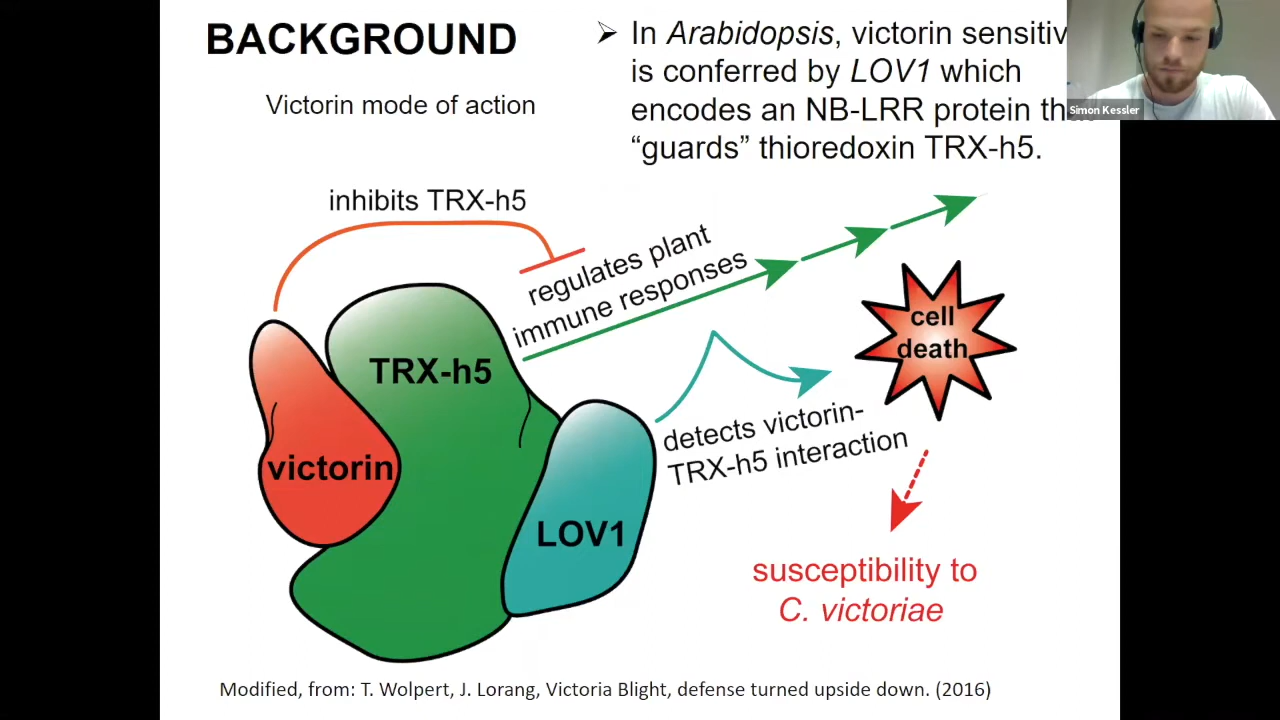 BACKGROUND
Victorin mode of action
➢ In Arabidopsis, victorin sensitiv
is conferred by LOV1 which
encodes an NB-LRR protein
“guards” thioredoxin TRX-h5.
Simon Kessler
inhibits TRX-h5
regulates plant
immune responses
cell
death
TRX-h5
detects victorin-
TRX-h5 interaction
victorin
LOV1
susceptibility to
C. victoriae
Modified, from: T. Wolpert, J. Lorang, Victoria Blight, defense turned upside down. (2016)